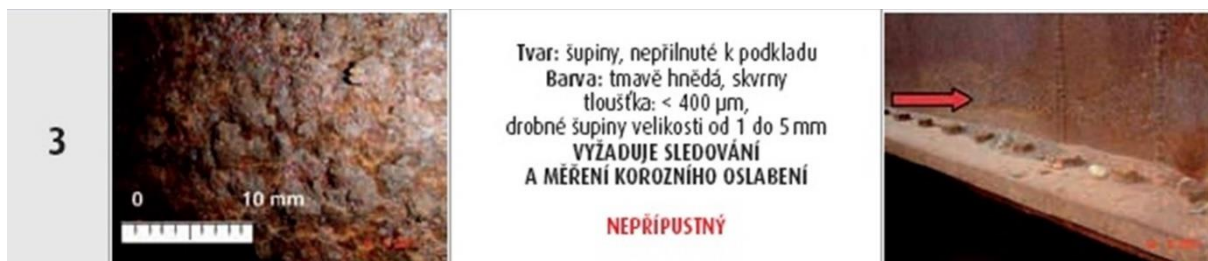 3
0 10 mm
Tvar: šupiny, nepřilnuté k podkladu
Barva: tmavě hnědá, skvrny
tloušťka: < 400 µm,
drobné šupiny velikosti od 1 do 5 mm
VYŽADUJE SLEDOVÁNÍ
A MĚŘENÍ KOROZNÍHO OSLABENÍ
NEPŘÍPUSTNÝ